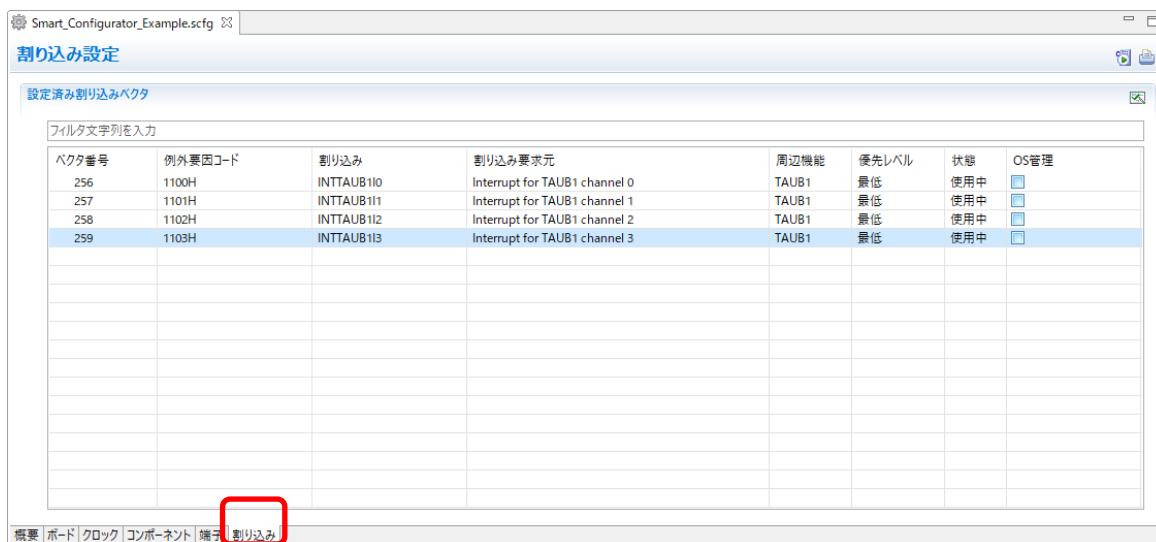 Smart_Configurator_Example.scfg
割り込み設定
設定済み割り込みベクタ
フィルタ文字列を入力
ベクタ番号 例外要因コード 割り込み 割り込み要求元 周辺機能 優先レベル 状態 OS管理
256 1100H INTTAUB1I0 Interrupt for TAUB1 channel 0 TAUB1 最低 使用中
257 1101H INTTAUB1I1 Interrupt for TAUB1 channel 1 TAUB1 最低 使用中
258 1102H INTTAUB1I2 Interrupt for TAUB1 channel 2 TAUB1 最低 使用中
259 1103H INTTAUB1I3 Interrupt for TAUB1 channel 3 TAUB1 最低 使用中
概要 ボード クロック コンポーネント 端子 割り込み